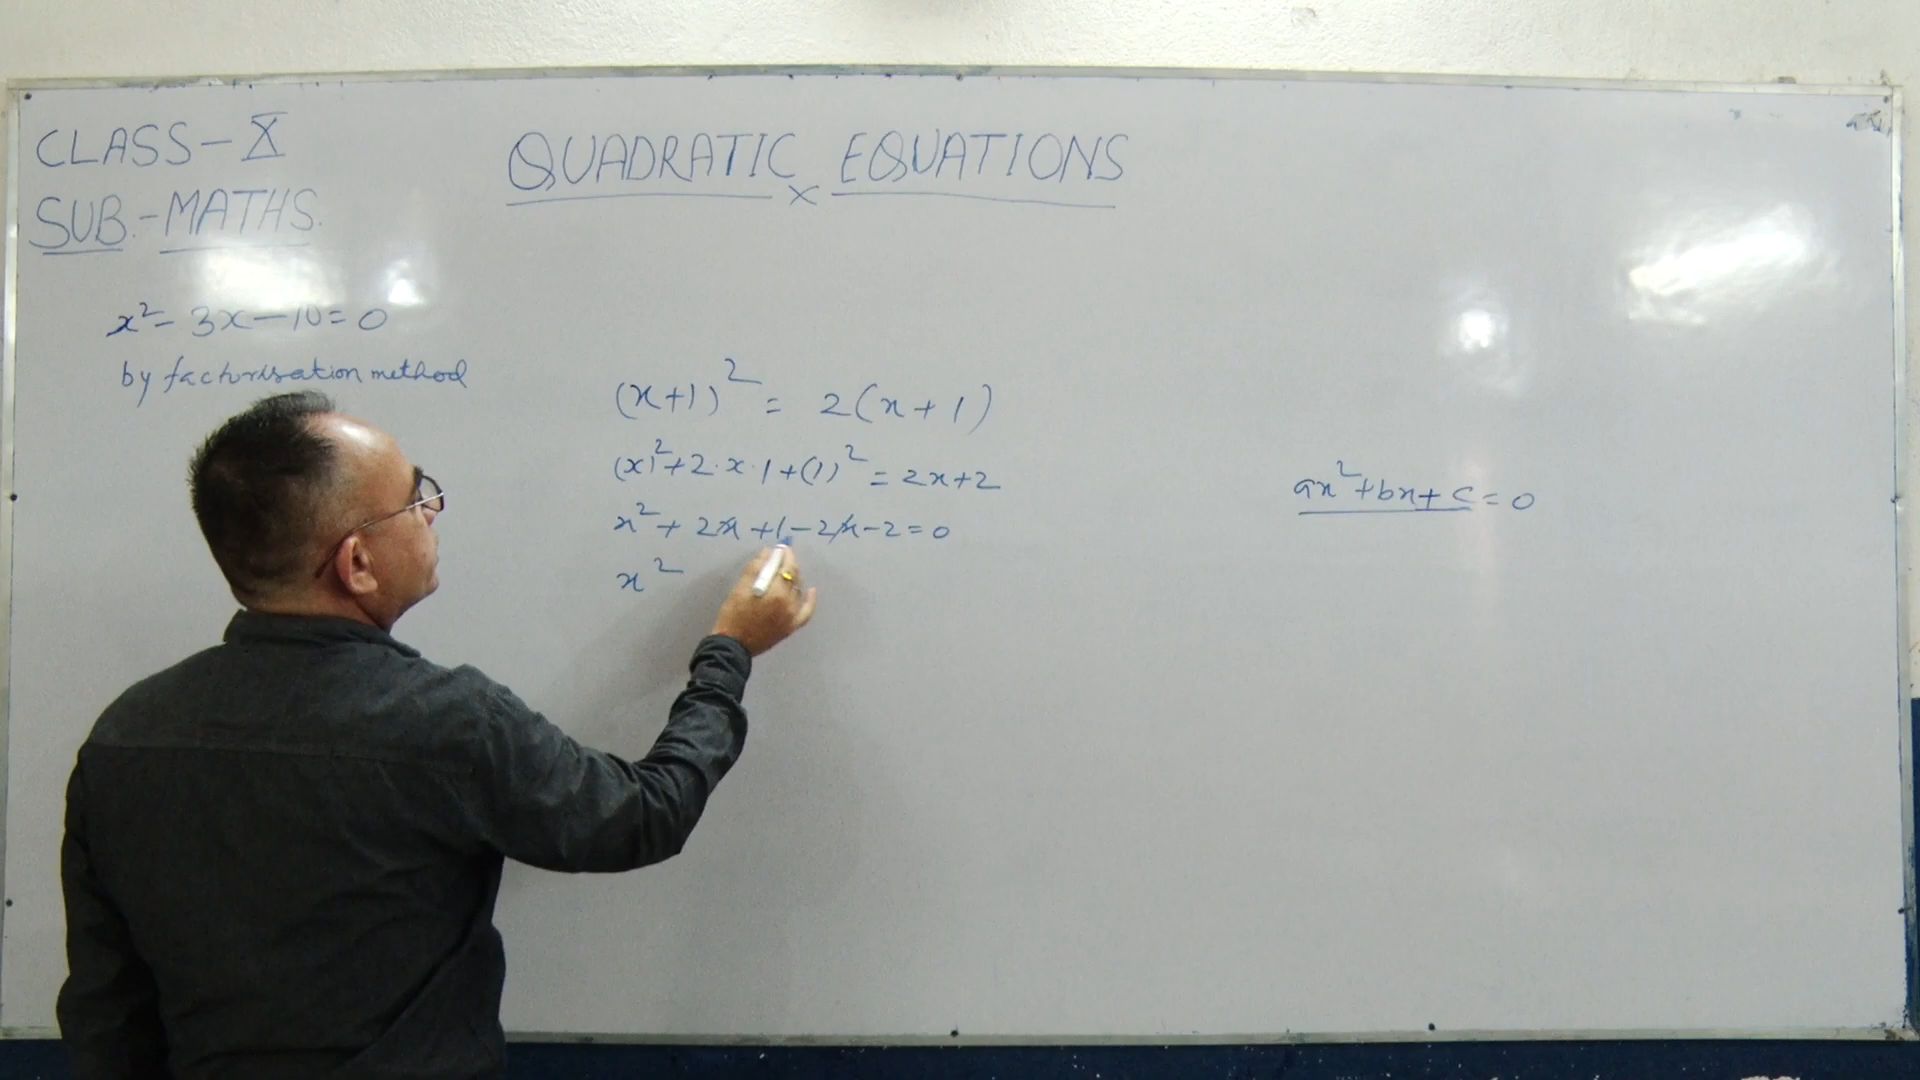 CLASS-X
SUB.-MATHS.
QUADRATIC EQUATIONS
x²-3x-10=0
by factorisation method
(x+1)² = 2(x+1)
(x)²+2·x·1+(1)² = 2x+2
x²+2x+1-2x-2=0
x²
ax²+bx+c=0